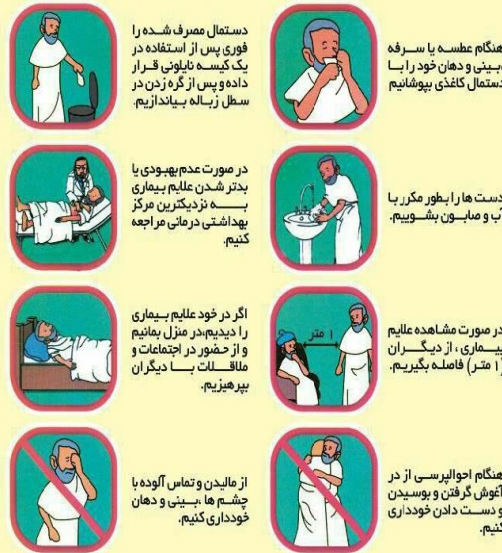 هنگام عطسه یا سرفه
بینی و دهان خود را با
دستمال کاغذی بپوشانیم
دستمال مصرف شده را
فوری پس از استفاده در
یک کیسه نایلونی قرار
داده و پس از گره زدن در
سطل زباله بیاندازیم.
دست ها را بطور مکرر با
آب و صابون بشوییم.
در صورت عدم بهبودی یا
بدتر شدن علایم بیماری
به نزدیکترین مرکز
بهداشتی درمانی مراجعه
کنیم.
در صورت مشاهده علایم
بیماری، از دیگران
(۱ متر) فاصله بگیریم.
۱ متر
اگر در خود علایم بیماری
را دیدیم،در منزل بمانیم
و از حضور در اجتماعات و
ملاقات با دیگران
بپرهیزیم.
هنگام احوالپرسی از در
آغوش گرفتن و بوسیدن
و دست دادن خودداری
کنیم.
از مالیدن و تماس آلوده با
چشم ها ،بینی و دهان
خودداری کنیم.